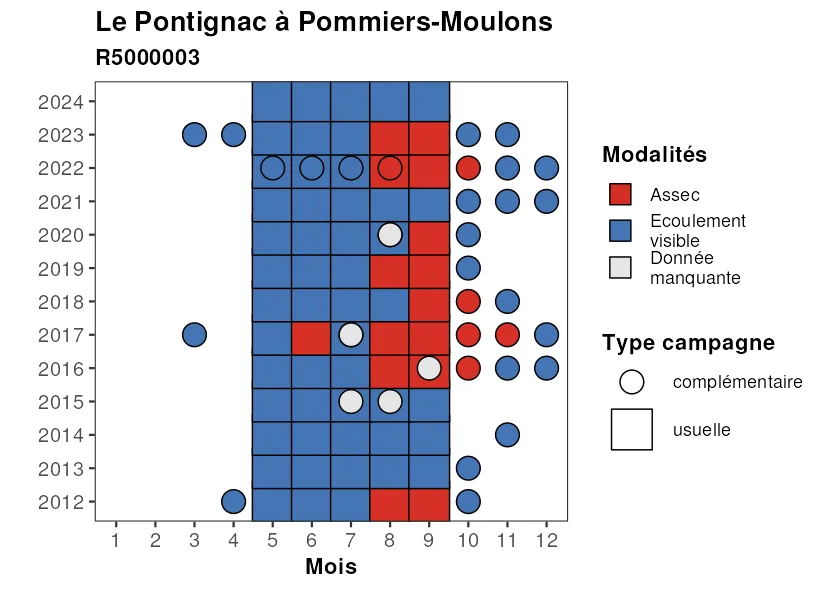 Le Pontignac à Pommiers-Moulons
R5000003
2024
2023
2022
2021
2020
2019
2018
2017
2016
2015
2014
2013
2012
1 2 3 4 5 6 7 8 9 10 11 12
Mois
Modalités
Assec
Ecoulement
visible
Donnée
manquante
Type campagne
complémentaire
usuelle